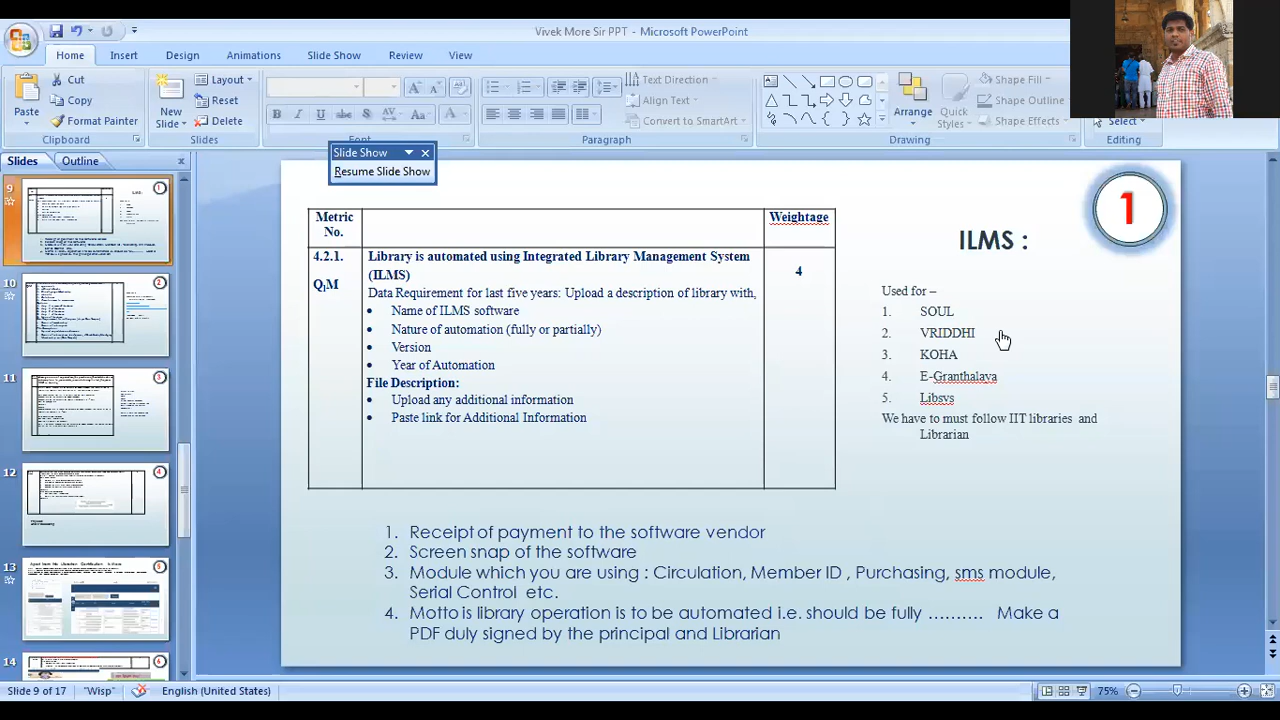 Vivek More Sir PPT - Microsoft PowerPoint
Home Insert Design Animations Slide Show Review View
Paste
Cut
Copy
Format Painter
Clipboard
New Slide
Layout
Reset
Delete
Slides
Font
Text Direction
Align Text
Convert to SmartArt
Paragraph
Arrange
Quick Styles
Shape Fill
Shape Outline
Shape Effects
Drawing
Select
Editing
Slides Outline
Slide Show
Resume Slide Show
9
10
11
12
13
14
Metric No. Weightage
4.2.1.
QlM
Library is automated using Integrated Library Management System
(ILMS)
4
Data Requirement for last five years: Upload a description of library with,
• Name of ILMS software
• Nature of automation (fully or partially)
• Version
• Year of Automation
File Description:
• Upload any additional information
• Paste link for Additional Information
1
ILMS :
Used for –
1. SOUL
2. VRIDDHI
3. KOHA
4. E-Granthalaya
5. Libsys
We have to must follow IIT libraries and
Librarian
1. Receipt of payment to the software vendor
2. Screen snap of the software
3. Module which you are using : Circulation, Member ID , Purchasing, sms module,
Serial Control etc.
4. Motto is library operation is to be automated i.e. should be fully ………. Make a
PDF duly signed by the principal and Librarian
Slide 9 of 17 "Wisp" English (United States) 75%